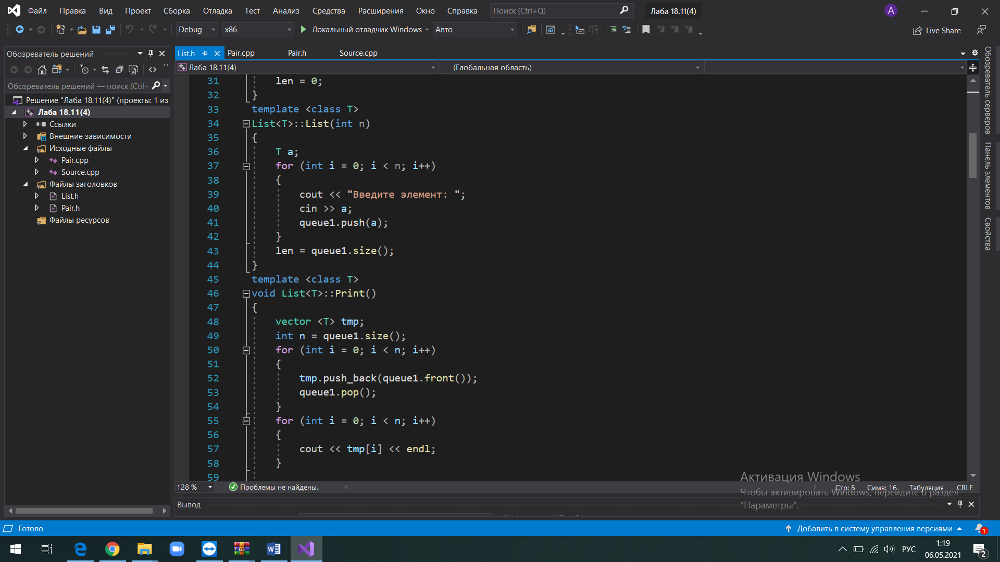 Файл Правка Вид Проект Сборка Отладка Тест Анализ Средства Расширения Окно Справка Поиск (Ctrl+Q) Лаба 18.11(4) A
Debug x86 Локальный отладчик Windows Авто Live Share
Обозреватель решений
Обозреватель решений — поиск (Ctrl+
Решение "Лаба 18.11(4)" (проекты: 1 из
Лаба 18.11(4)
Ссылки
Внешние зависимости
Исходные файлы
Pair.cpp
Source.cpp
Файлы заголовков
List.h
Pair.h
Файлы ресурсов
List.h Pair.cpp Pair.h Source.cpp
Лаба 18.11(4) (Глобальная область)
31 len = 0;
32 }
33 template <class T>
34 List<T>::List(int n)
35 {
36 T a;
37 for (int i = 0; i < n; i++)
38 {
39 cout << "Введите элемент: ";
40 cin >> a;
41 queue1.push(a);
42 }
43 len = queue1.size();
44 }
45 template <class T>
46 void List<T>::Print()
47 {
48 vector <T> tmp;
49 int n = queue1.size();
50 for (int i = 0; i < n; i++)
51 {
52 tmp.push_back(queue1.front());
53 queue1.pop();
54 }
55 for (int i = 0; i < n; i++)
56 {
57 cout << tmp[i] << endl;
58 }
59
128 % Проблемы не найдены. Стр: 5 Симв: 16 Табуляция CRLF
Обозреватель серверов
Панель элементов
Свойства
Активация Windows
Чтобы активировать Windows, перейдите в раздел
"Параметры".
Вывод
Готово Добавить в систему управления версиями 1
РУС 1:19
06.05.2021 2